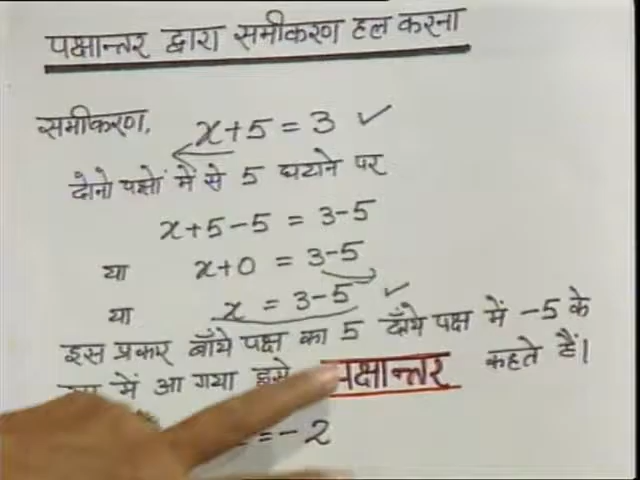 पक्षान्तर द्वारा समीकरण हल करना
समीकरण, x+5 = 3 ✓
दोनो पक्षों में से 5 घटाने पर
x+5-5 = 3-5
या x+0 = 3-5
या x = 3-5 ✓
इस प्रकार बाँये पक्ष का 5 दाँये पक्ष में -5 के
में आ गया इसे पक्षान्तर कहते हैं।
= -2